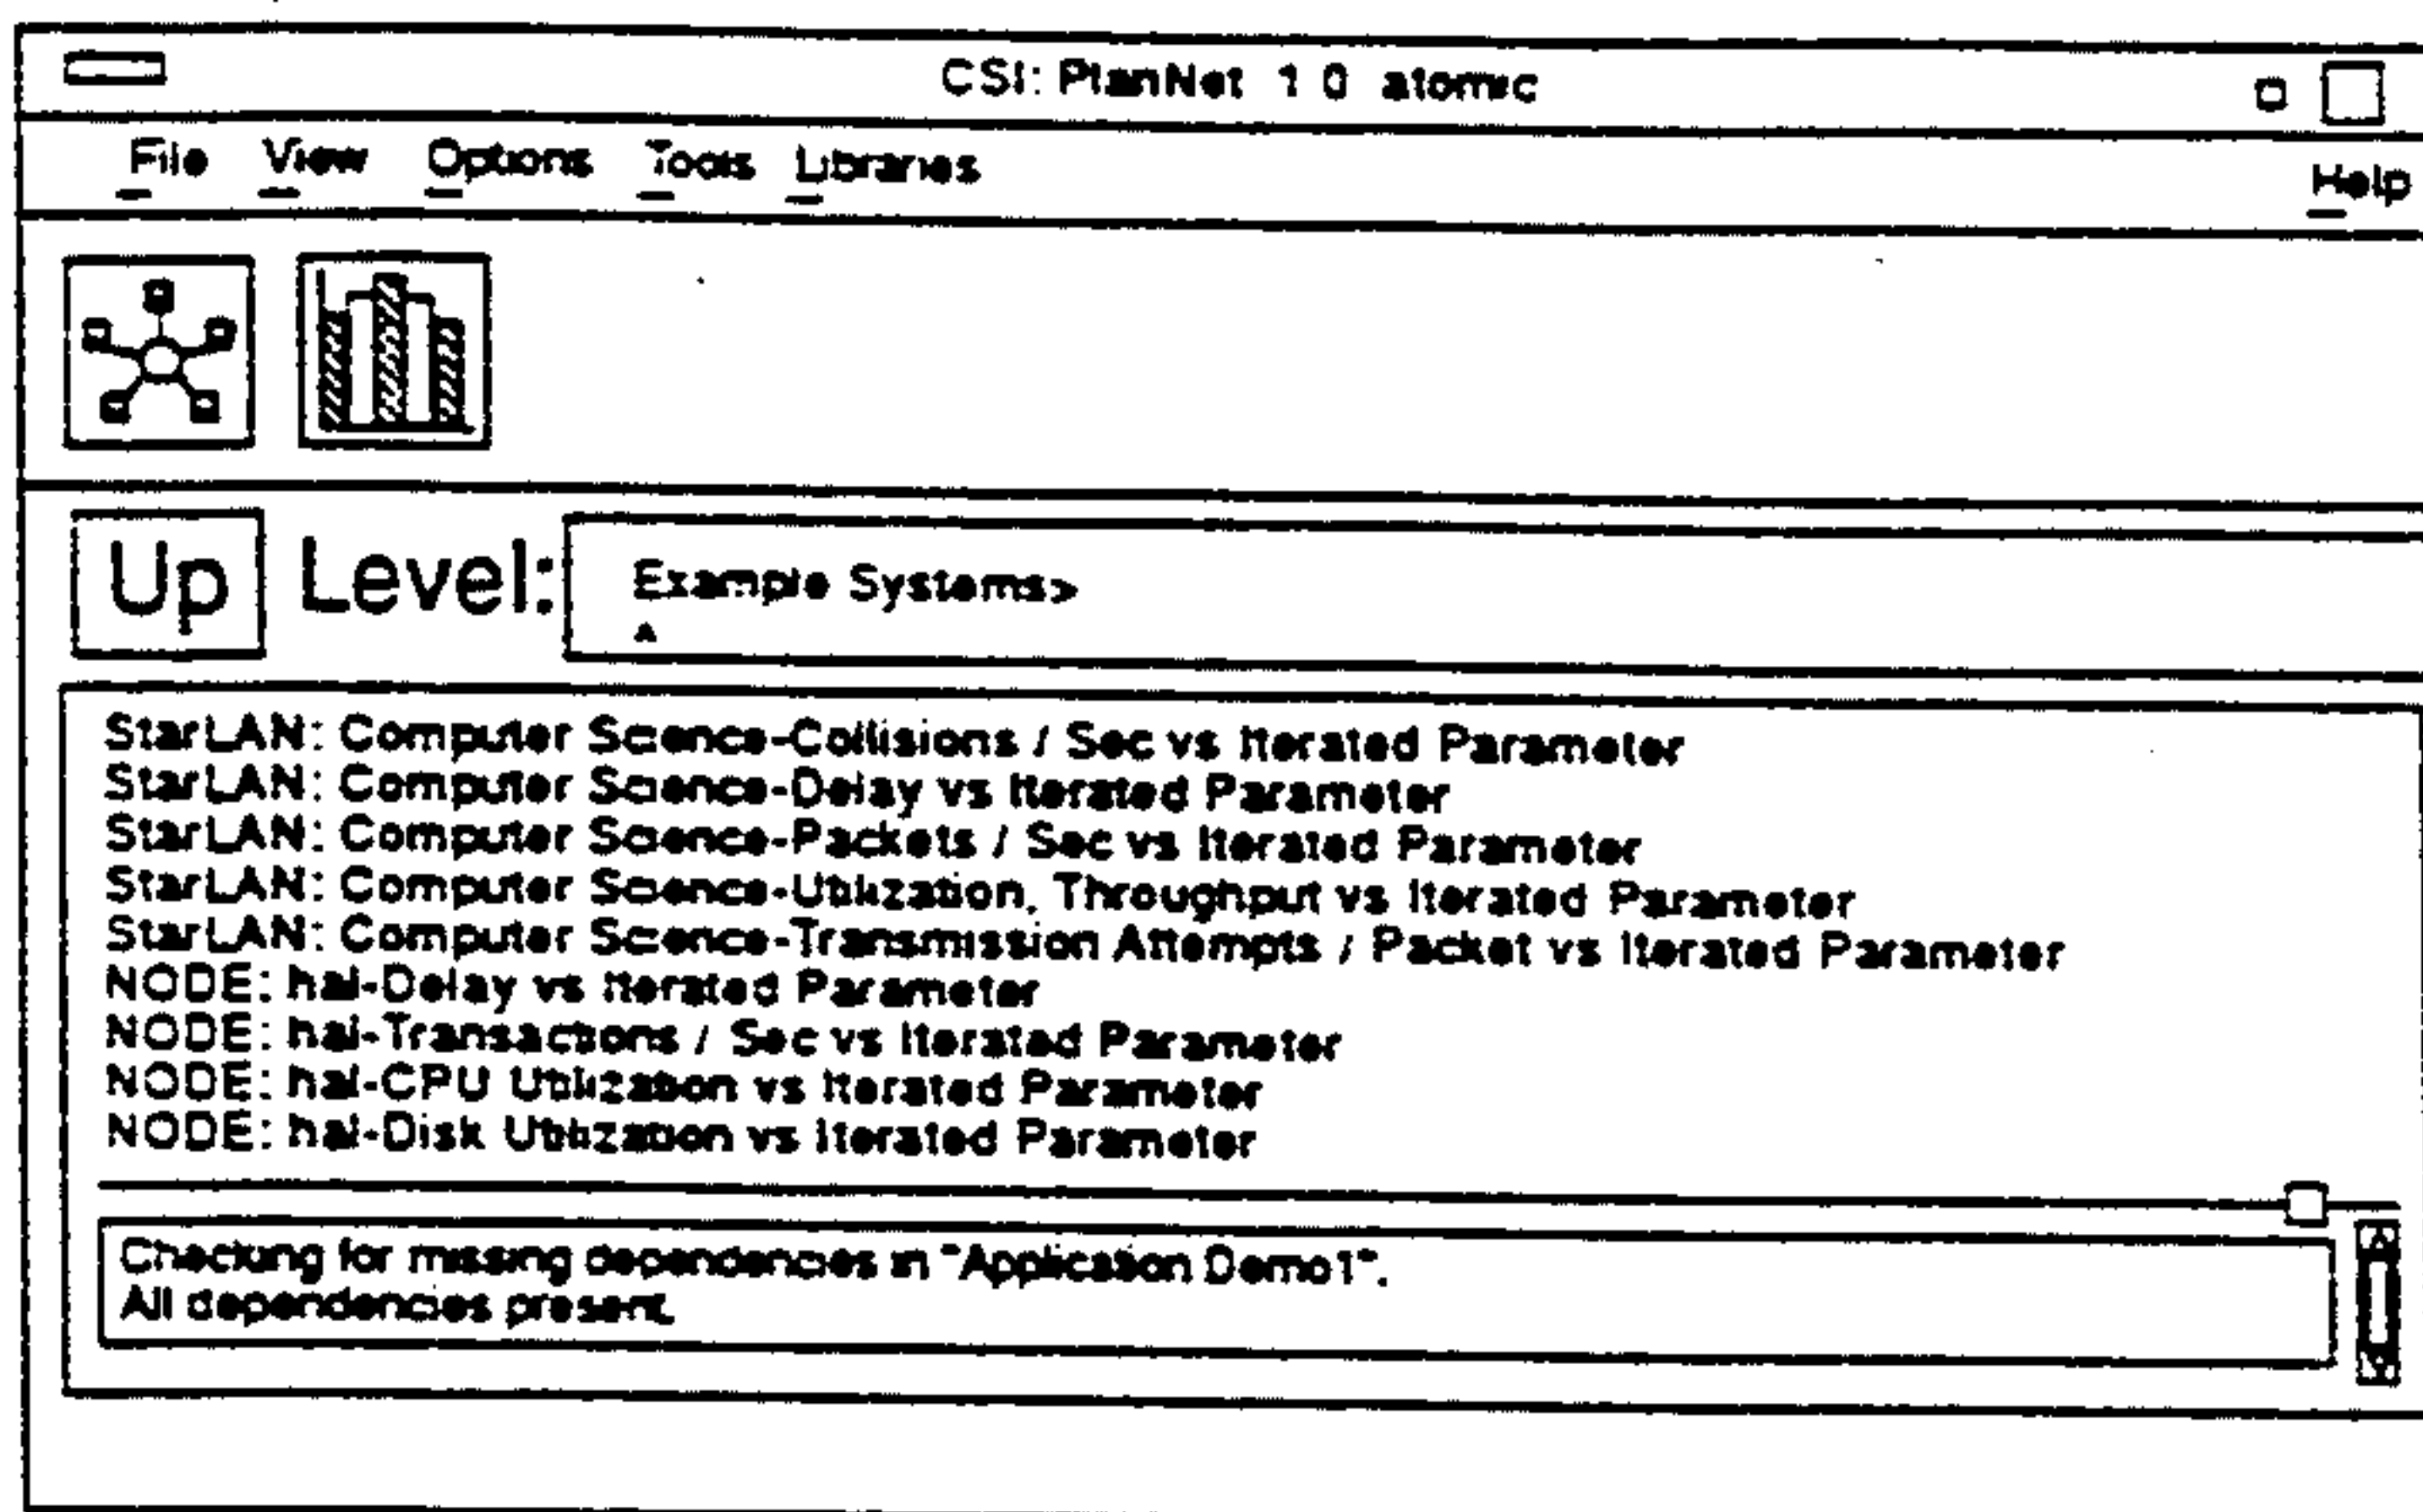 CSI: PlanNet 1 0 atomic
File View Options Tools Libraries Help
Up Level: Example Systems>
StarLAN: Computer Science-Collisions / Sec vs Iterated Parameter
StarLAN: Computer Science-Delay vs Iterated Parameter
StarLAN: Computer Science-Packets / Sec vs Iterated Parameter
StarLAN: Computer Science-Utilization, Throughput vs Iterated Parameter
StarLAN: Computer Science-Transmission Attempts / Packet vs Iterated Parameter
NODE: hal-Delay vs Iterated Parameter
NODE: hal-Transactions / Sec vs Iterated Parameter
NODE: hal-CPU Utilization vs Iterated Parameter
NODE: hal-Disk Utilization vs Iterated Parameter
Checking for missing dependencies in "Application Demo1".
All dependencies present.